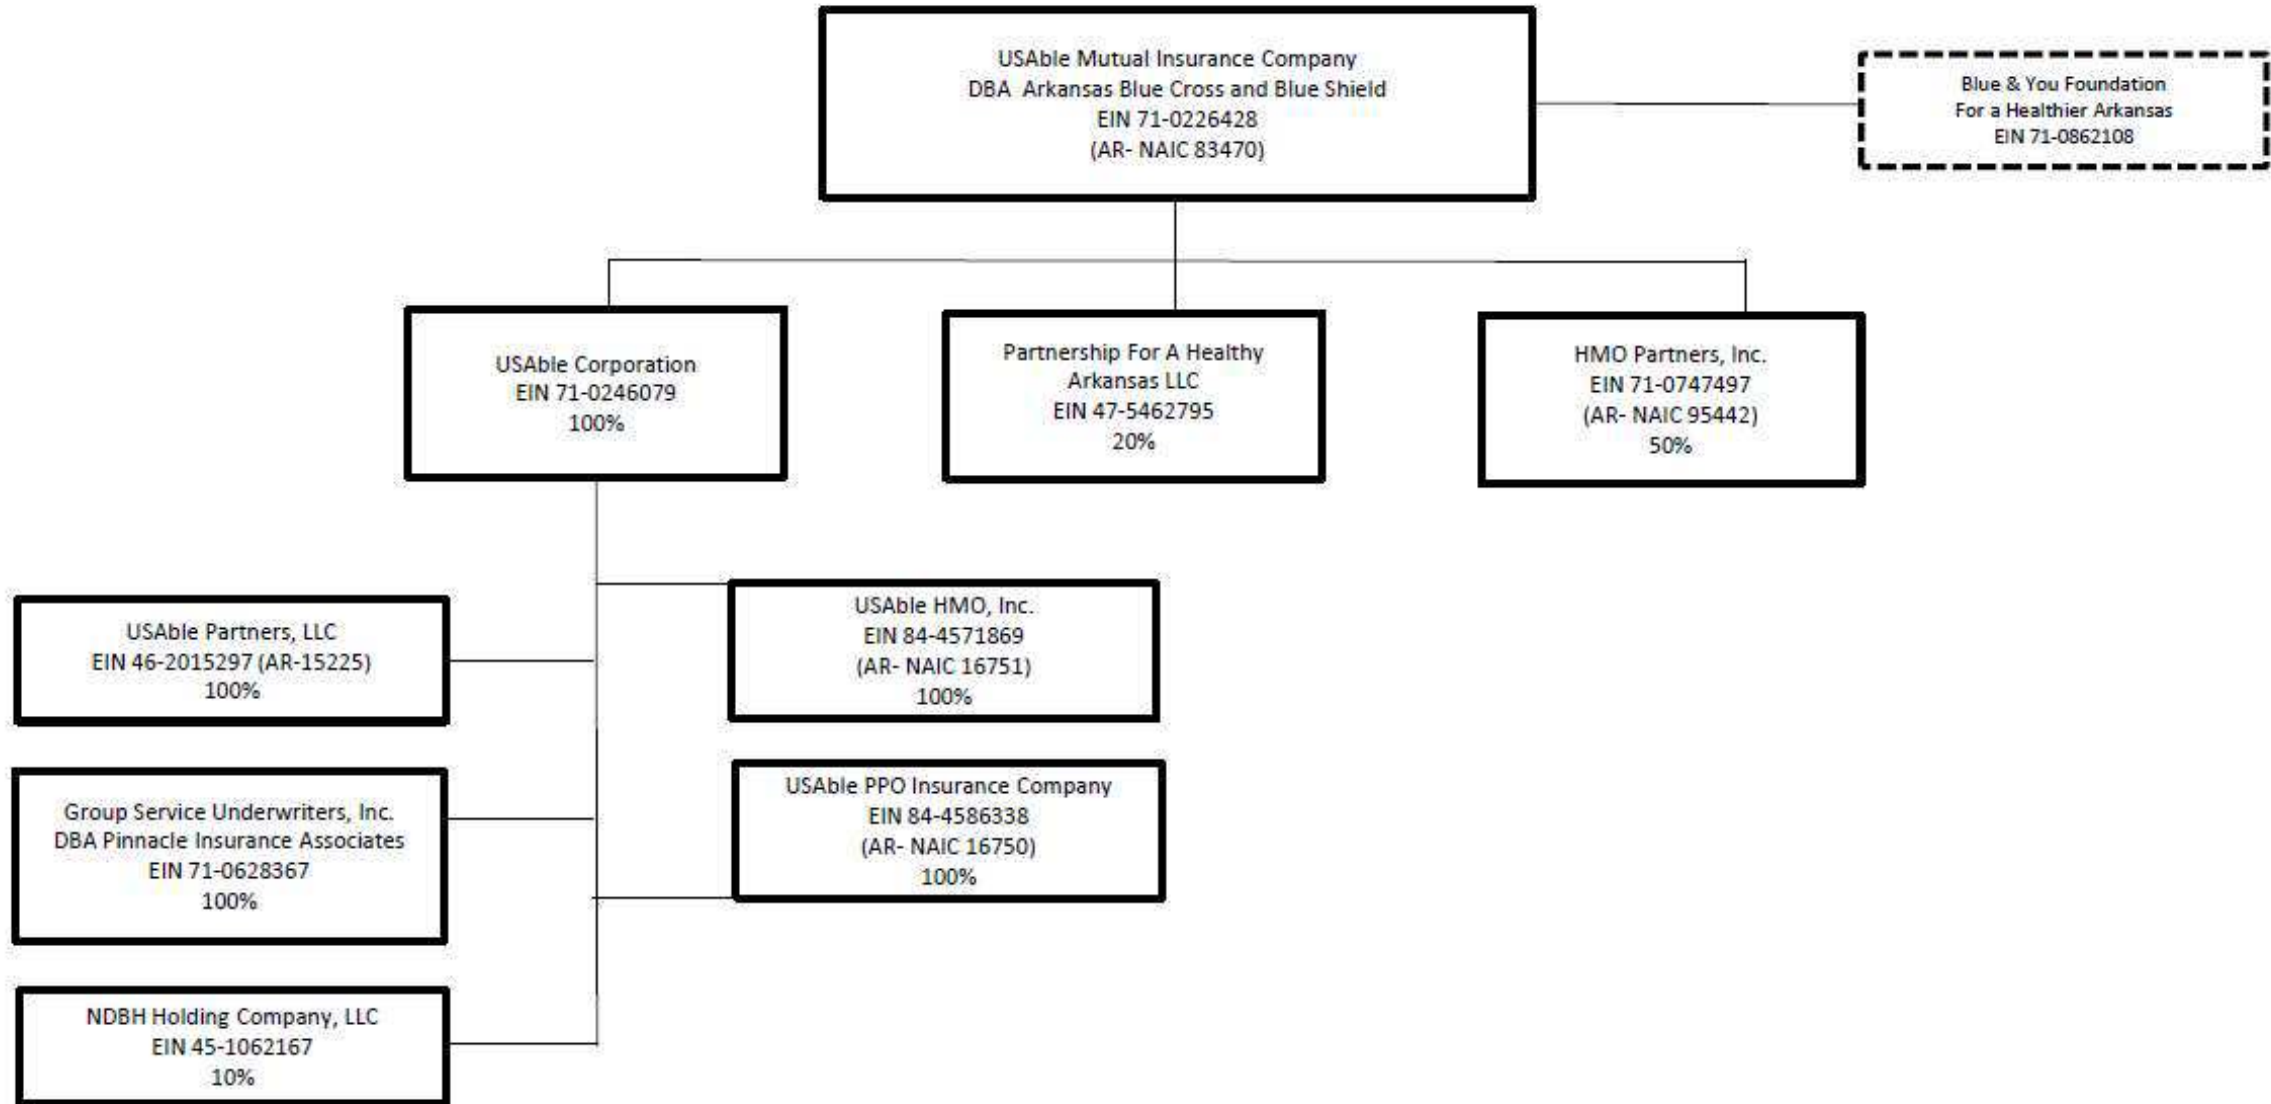 USAble Mutual Insurance Company
DBA Arkansas Blue Cross and Blue Shield
EIN 71-0226428
(AR- NAIC 83470)
Blue & You Foundation
For a Healthier Arkansas
EIN 71-0862108
USAble Corporation
EIN 71-0246079
100%
Partnership For A Healthy
Arkansas LLC
EIN 47-5462795
20%
HMO Partners, Inc.
EIN 71-0747497
(AR- NAIC 95442)
50%
USAble Partners, LLC
EIN 46-2015297 (AR-15225)
100%
USAble HMO, Inc.
EIN 84-4571869
(AR- NAIC 16751)
100%
Group Service Underwriters, Inc.
DBA Pinnacle Insurance Associates
EIN 71-0628367
100%
USAble PPO Insurance Company
EIN 84-4586338
(AR- NAIC 16750)
100%
NDBH Holding Company, LLC
EIN 45-1062167
10%